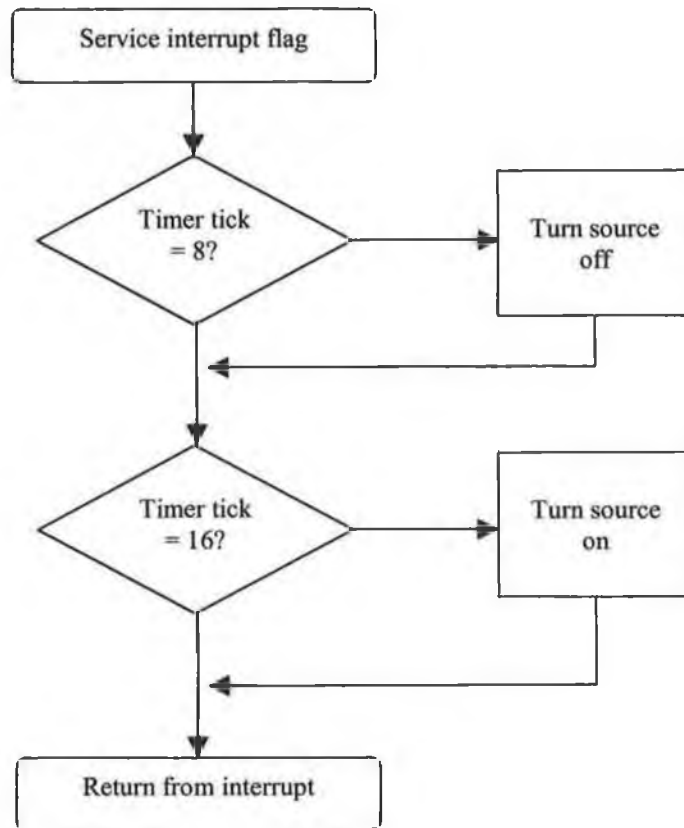 Service interrupt flag
Timer tick
= 8?
Turn source
off
Timer tick
= 16?
Turn source
on
Return from interrupt